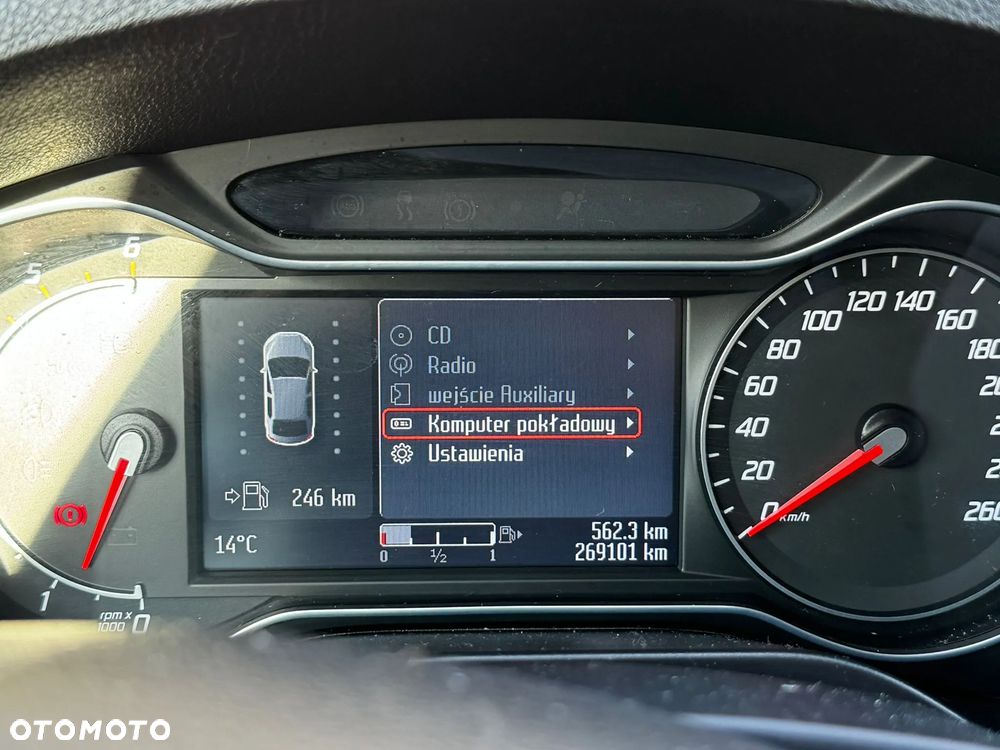 6
5
1
rpm x
1000 0
CD
Radio
wejście Auxiliary
Komputer pokładowy
Ustawienia
246 km
14°C
0 1/2 1
562.3 km
269101 km
0 km/h
20
40
60
80
100
120
140
160
180
260
OTOMOTO